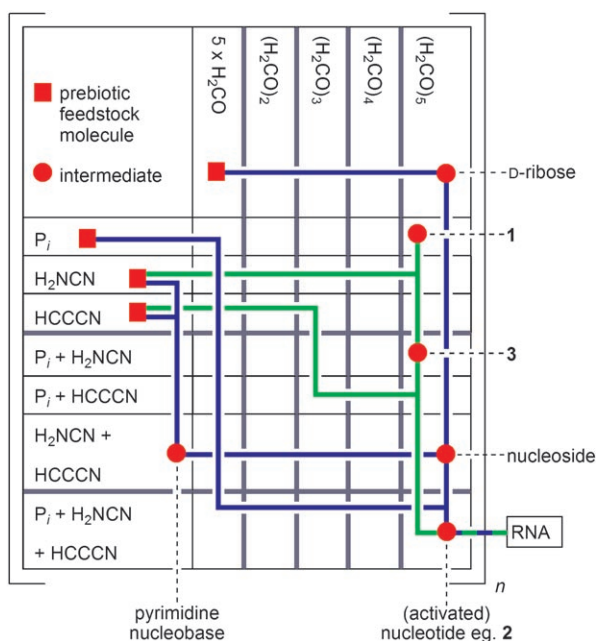 5 x H₂CO
(H₂CO)₂
(H₂CO)₃
(H₂CO)₄
(H₂CO)₅
prebiotic
feedstock
molecule
intermediate
D-ribose
Pᵢ
1
H₂NCN
HCCCN
3
Pᵢ + H₂NCN
Pᵢ + HCCCN
H₂NCN +
HCCCN
nucleoside
Pᵢ + H₂NCN
+ HCCCN
RNA
n
pyrimidine
nucleobase
(activated)
nucleotide eg. 2